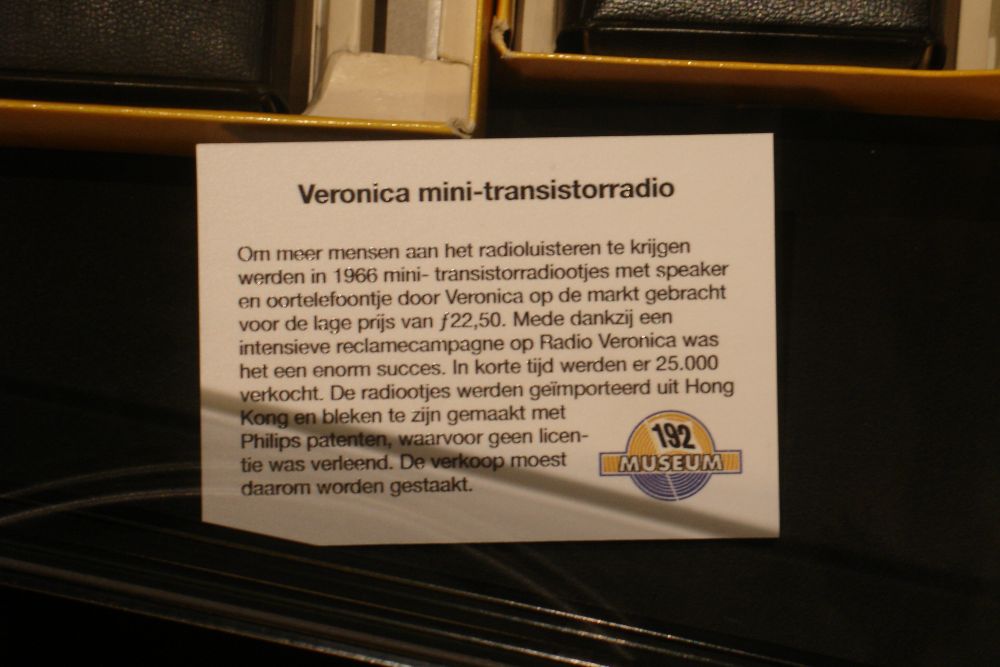 Veronica mini-transistorradio
Om meer mensen aan het radioluisteren te krijgen
werden in 1966 mini- transistorradiootjes met speaker
en oortelefoontje door Veronica op de markt gebracht
voor de lage prijs van ƒ22,50. Mede dankzij een
intensieve reclamecampagne op Radio Veronica was
het een enorm succes. In korte tijd werden er 25.000
verkocht. De radiootjes werden geïmporteerd uit Hong
Kong en bleken te zijn gemaakt met
Philips patenten, waarvoor geen licen-
tie was verleend. De verkoop moest
daarom worden gestaakt.
192
MUSEUM